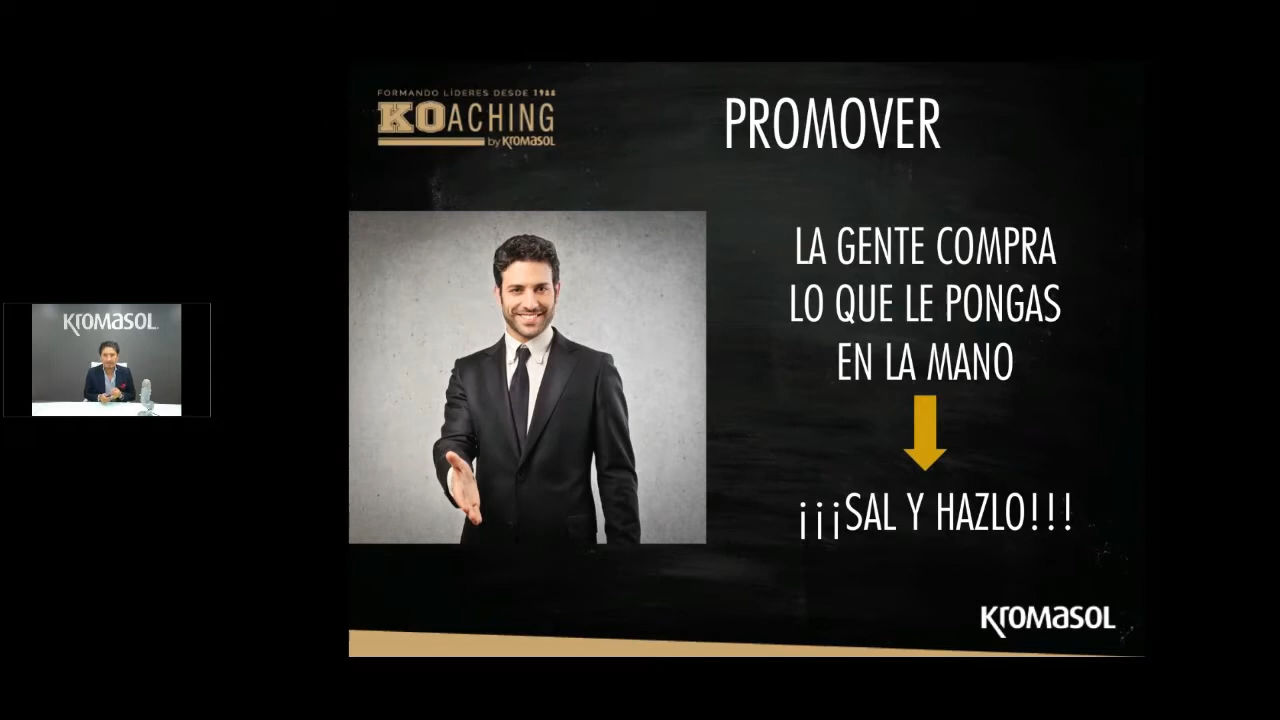 FORMANDO LÍDERES DESDE 1988
KOACHING
by KROMASOL
PROMOVER
LA GENTE COMPRA
LO QUE LE PONGAS
EN LA MANO
¡¡¡SAL Y HAZLO!!!
KROMASOL
KROMASOL